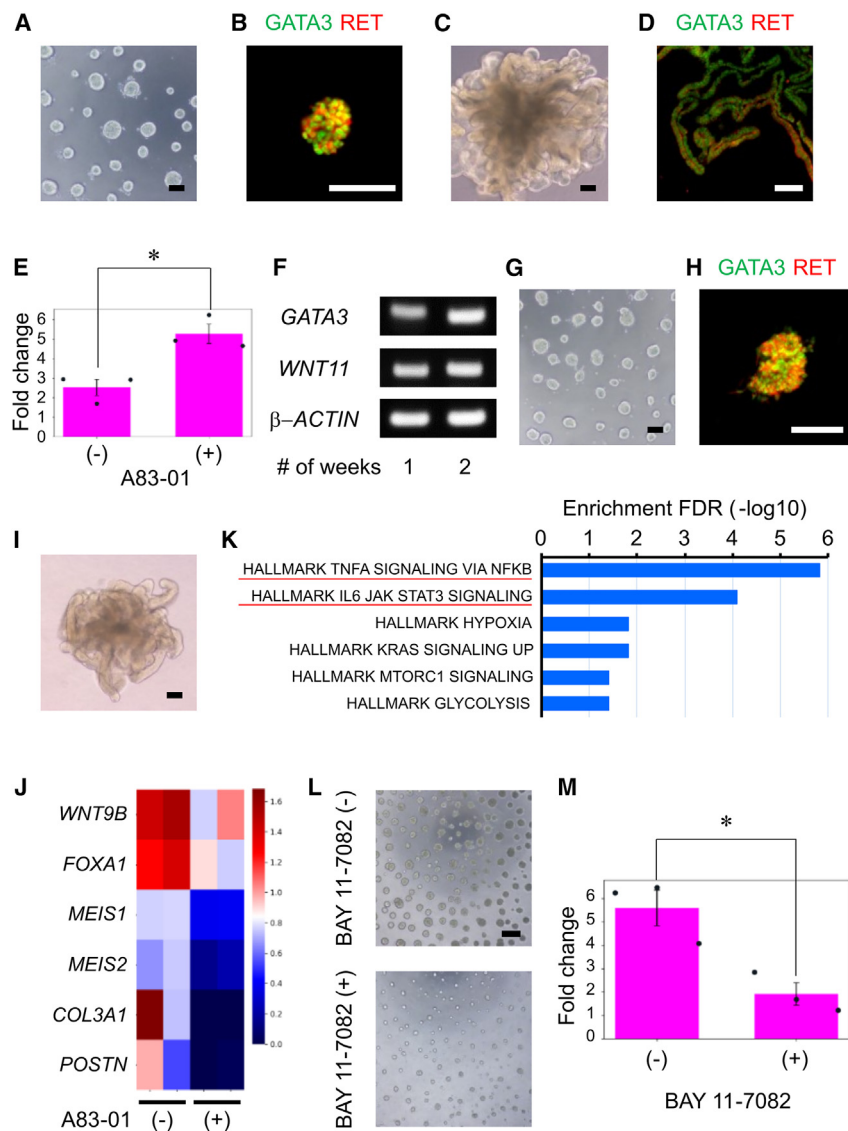 A
B
GATA3 RET
C
D
GATA3 RET
E
*
Fold change
6
5
4
3
2
1
0
(-)
(+)
A83-01
F
GATA3
WNT11
β-ACTIN
# of weeks 1 2
G
H
GATA3 RET
I
K
Enrichment FDR (-log10)
0 1 2 3 4 5 6
HALLMARK TNFA SIGNALING VIA NFKB
HALLMARK IL6 JAK STAT3 SIGNALING
HALLMARK HYPOXIA
HALLMARK KRAS SIGNALING UP
HALLMARK MTORC1 SIGNALING
HALLMARK GLYCOLYSIS
J
WNT9B
FOXA1
MEIS1
MEIS2
COL3A1
POSTN
1.6
1.4
1.2
1.0
0.8
0.6
0.4
0.2
0.0
A83-01 (-) (+)
L
BAY 11-7082 (-)
BAY 11-7082 (+)
M
*
Fold change
6
5
4
3
2
1
0
(-)
(+)
BAY 11-7082